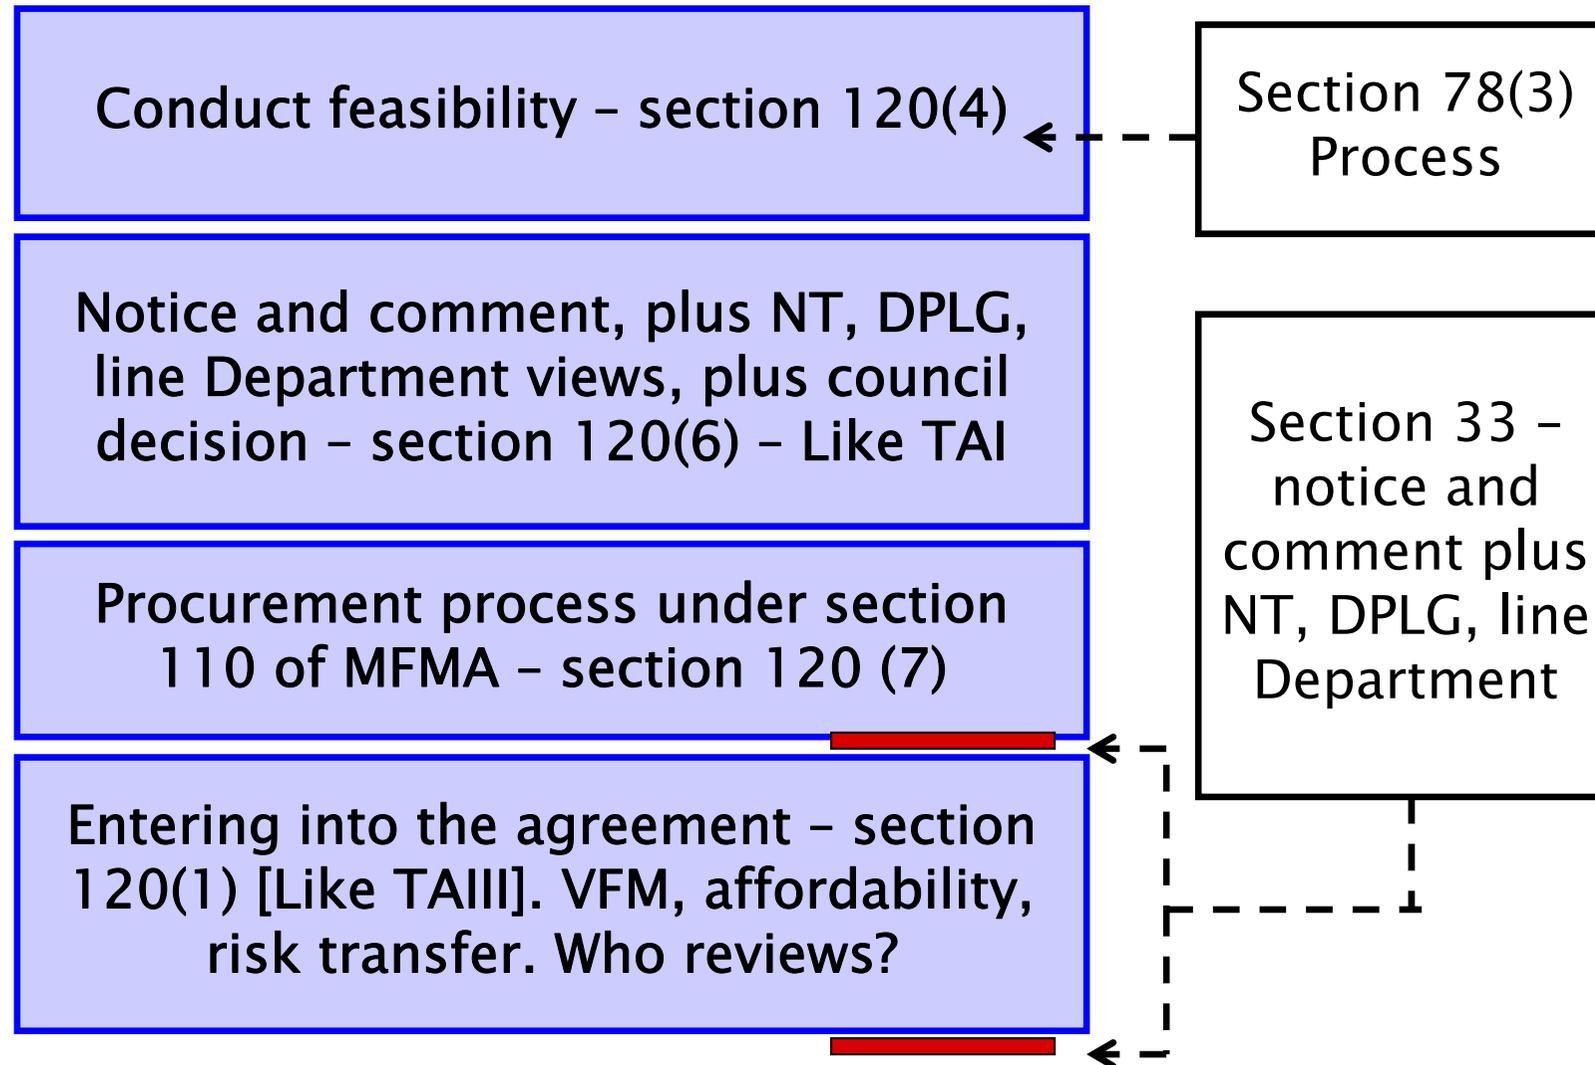 Conduct feasibility – section 120(4)
Section 78(3)
Process
Notice and comment, plus NT, DPLG,
line Department views, plus council
decision – section 120(6) – Like TAI
Section 33 –
notice and
comment plus
NT, DPLG, line
Department
Procurement process under section
110 of MFMA – section 120 (7)
Entering into the agreement – section
120(1) [Like TAIII]. VFM, affordability,
risk transfer. Who reviews?